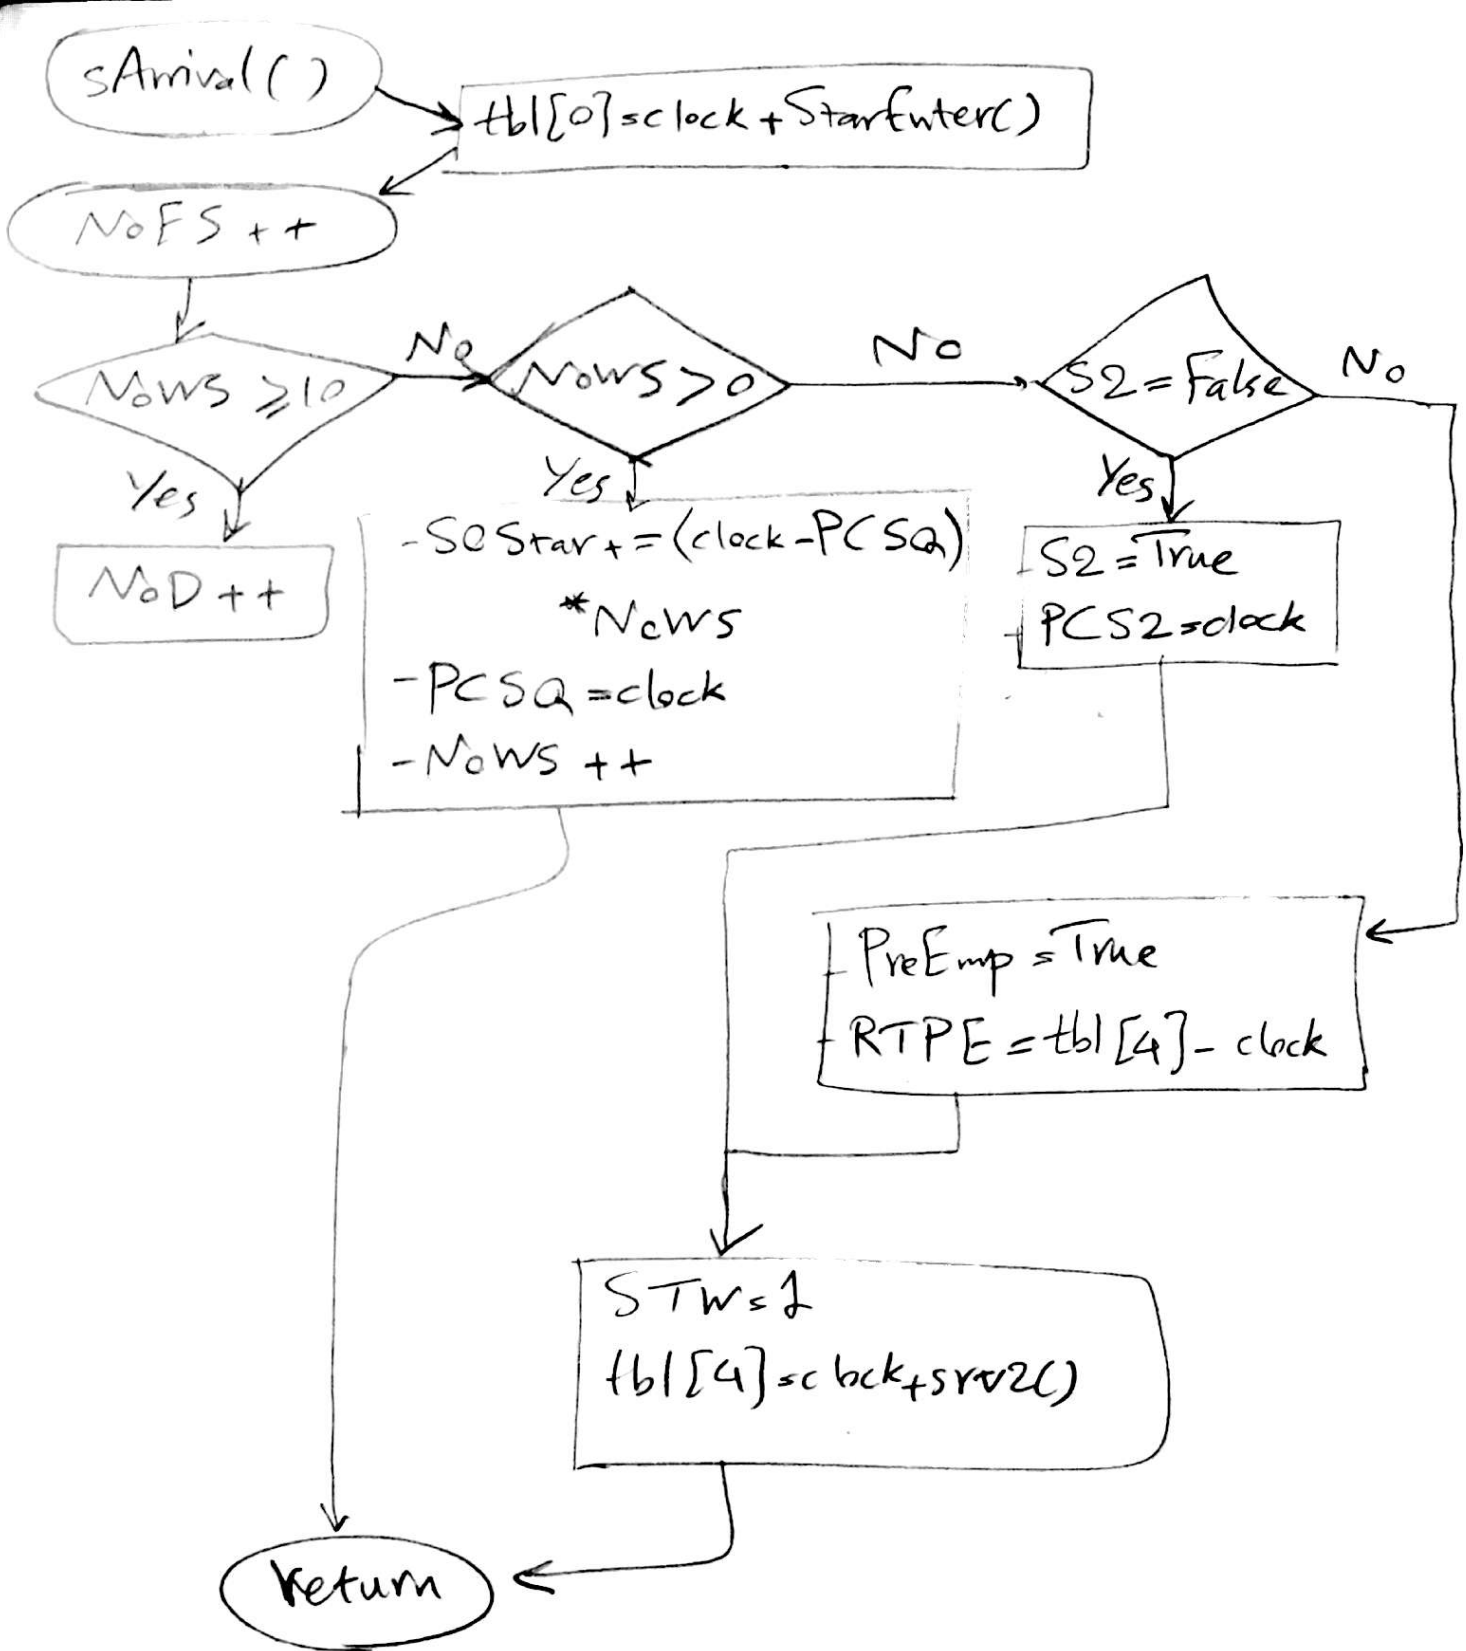 sArrival()
tbl[0]=clock+StarEnter()
NoFS++
NoWS ≥10
No
NoWS>0
No
S2=False
No
Yes
Yes
Yes
NoD++
-SQStar+=(clock-PCSQ)
*NoWS
-PCSQ=clock
-NoWS++
-S2=True
-PCS2=clock
-PreEmp=True
-RTPE=tbl[4]-clock
STW=1
tbl[4]=clock+srv2()
Return